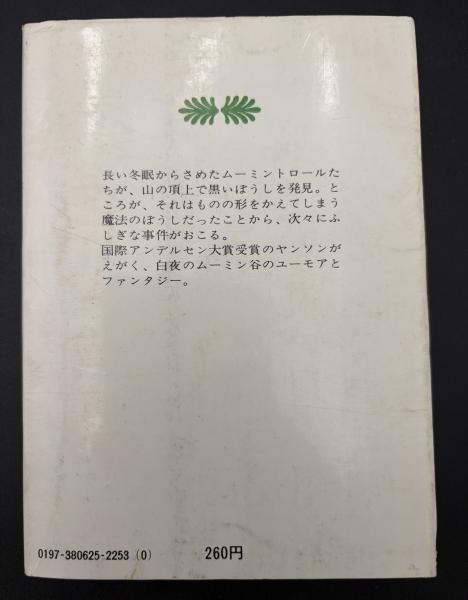 長い冬眠からさめたムーミントロールた
ちが、山の頂上で黒いぼうしを発見。と
ころが、それはものの形をかえてしまう
魔法のぼうしだったことから、次々にふ
しぎな事件がおこる。
国際アンデルセン大賞受賞のヤンソンが
えがく、白夜のムーミン谷のユーモアと
ファンタジー。
0197-380625-2253(0) 260円